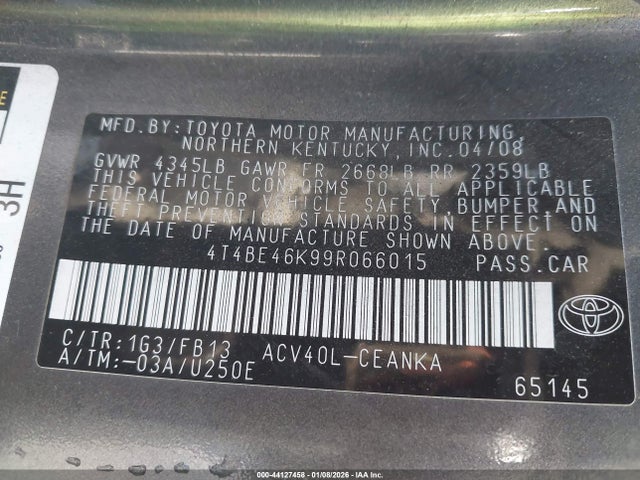 MFD.BY:TOYOTA MOTOR MANUFACTURING,
NORTHERN KENTUCKY, INC. 04/08
GVWR 4345LB GAWR FR 2668LB RR 2359LB
THIS VEHICLE CONFORMS TO ALL APPLICABLE
FEDERAL MOTOR VEHICLE SAFETY, BUMPER AND
THEFT PREVENTION STANDARDS IN EFFECT ON
THE DATE OF MANUFACTURE SHOWN ABOVE.
4T4BE46K99R066015 PASS.CAR
C/TR:1G3/FB13 ACV40L-CEANKA
A/TM:-03A/U250E
65145
TOYOTA
3H
000-44127458 - 01/08/2026 - IAA Inc.